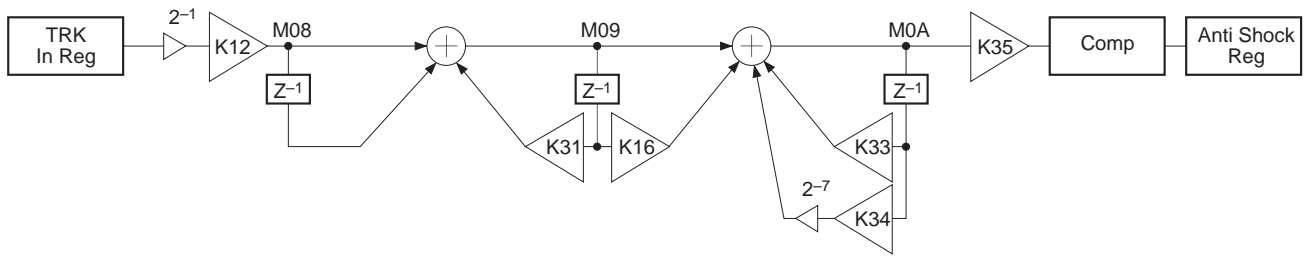 TRK
In Reg
2–1
K12
M08
Z–1
M09
Z–1
K31
K16
M0A
Z–1
K33
2–7
K34
K35
Comp
Anti Shock
Reg